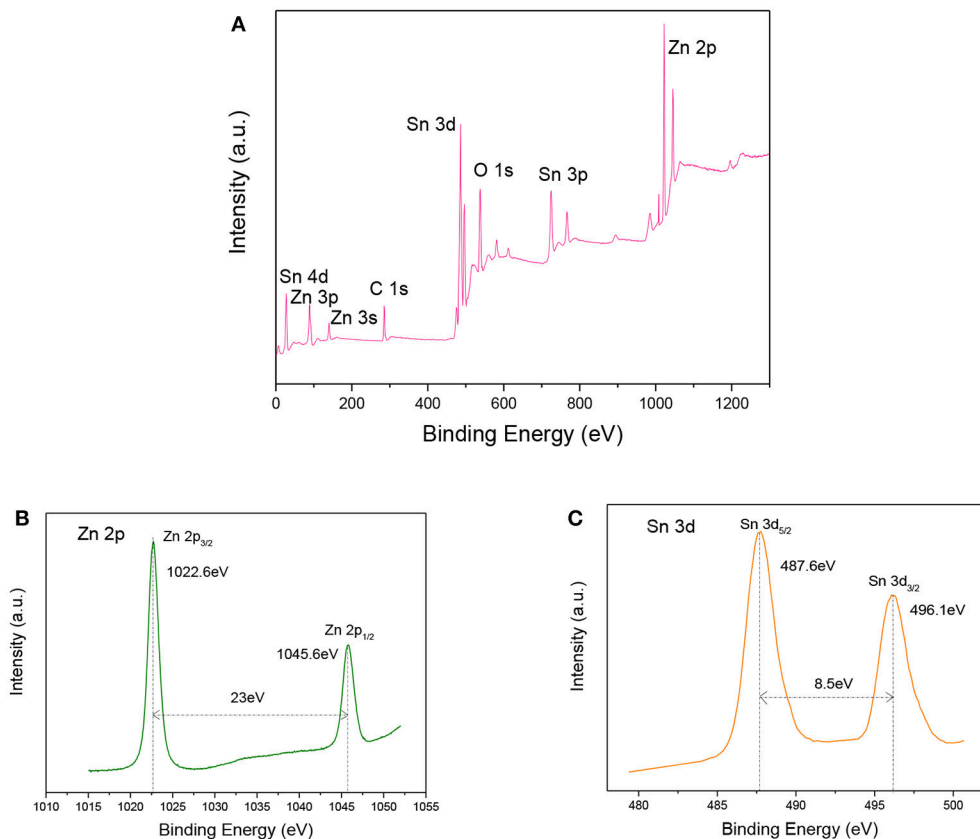 A
Zn 2p
Sn 3d
O 1s
Sn 3p
Sn 4d
Zn 3p
C 1s
Zn 3s
Intensity (a.u.)
0 200 400 600 800 1000 1200
Binding Energy (eV)
B
Zn 2p
Zn 2p3/2
1022.6eV
Zn 2p1/2
1045.6eV
23eV
Intensity (a.u.)
1010 1015 1020 1025 1030 1035 1040 1045 1050 1055
Binding Energy (eV)
C
Sn 3d
Sn 3d5/2
487.6eV
Sn 3d3/2
496.1eV
8.5eV
Intensity (a.u.)
480 485 490 495 500
Binding Energy (eV)